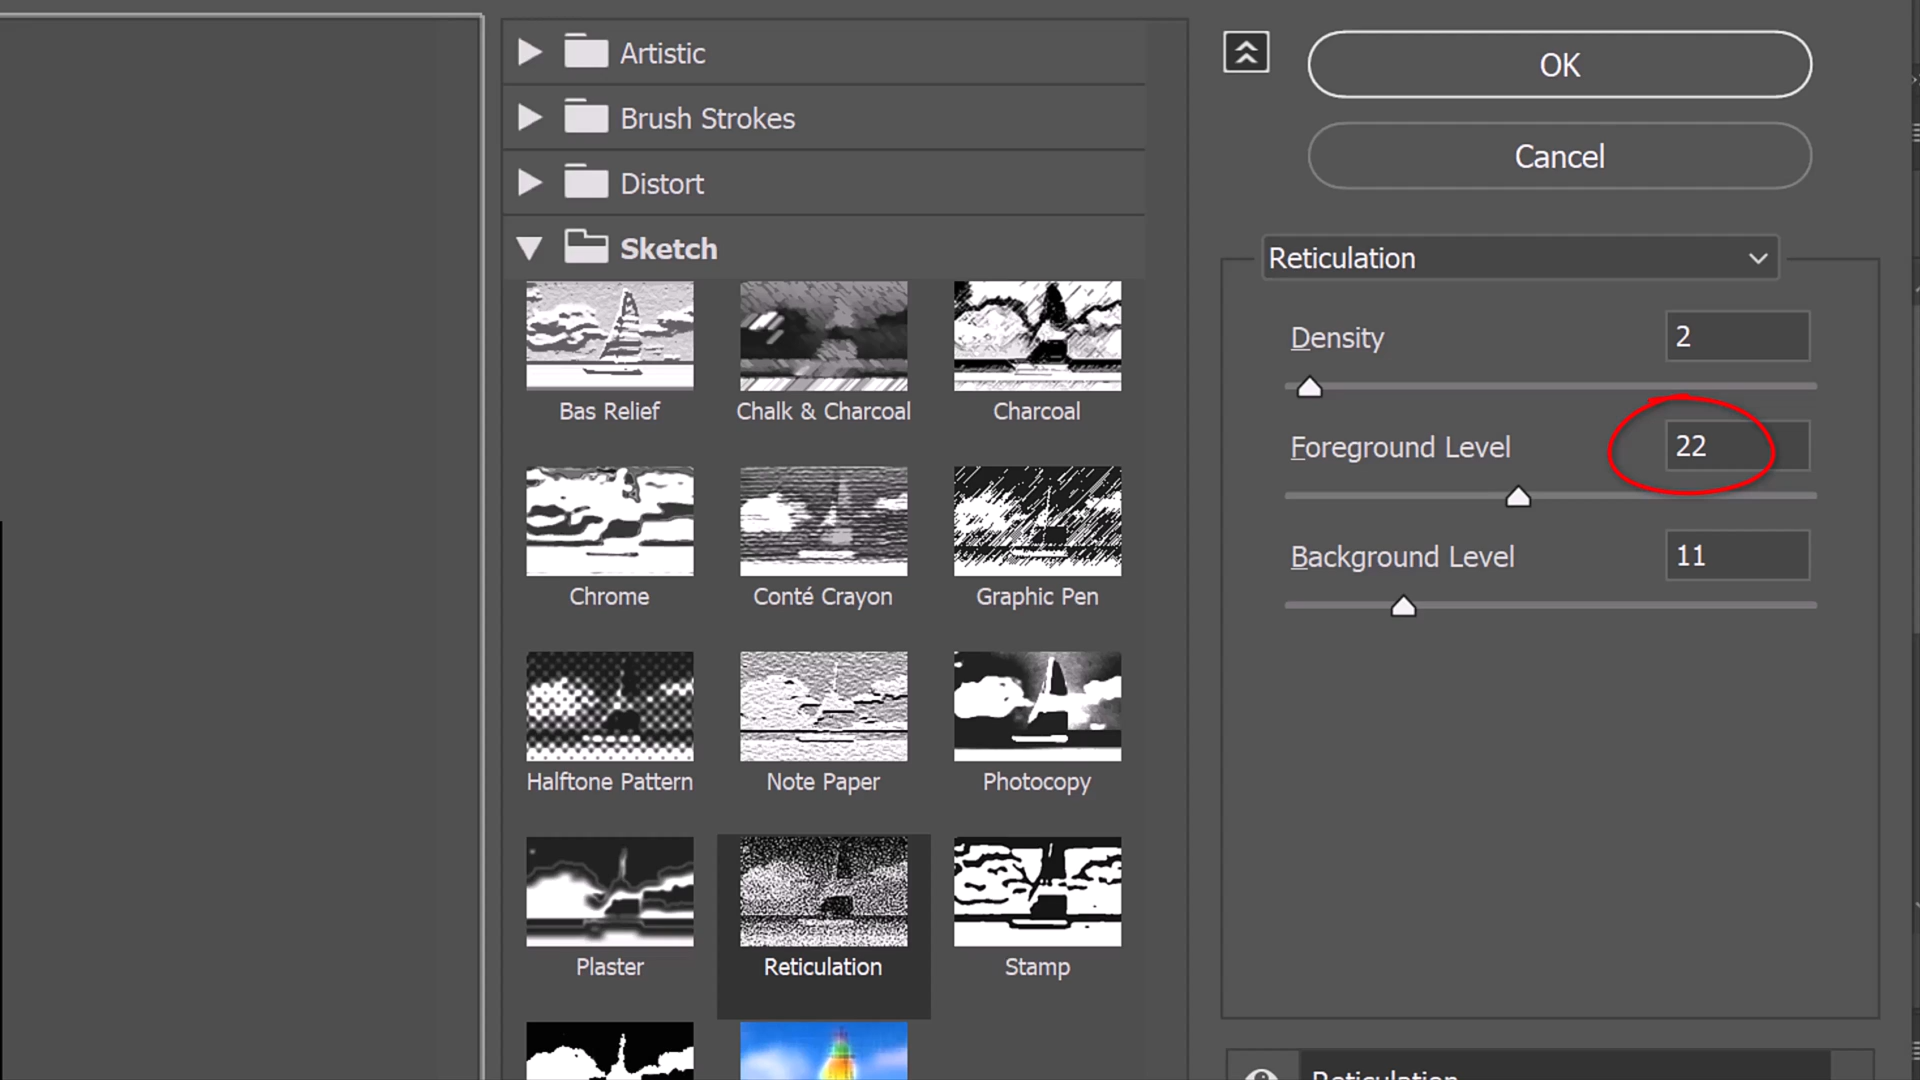 Artistic
Brush Strokes
Distort
Sketch
Bas Relief
Chalk & Charcoal
Charcoal
Chrome
Conté Crayon
Graphic Pen
Halftone Pattern
Note Paper
Photocopy
Plaster
Reticulation
Stamp
OK
Cancel
Reticulation
Density 2
Foreground Level 22
Background Level 11
Reticulation